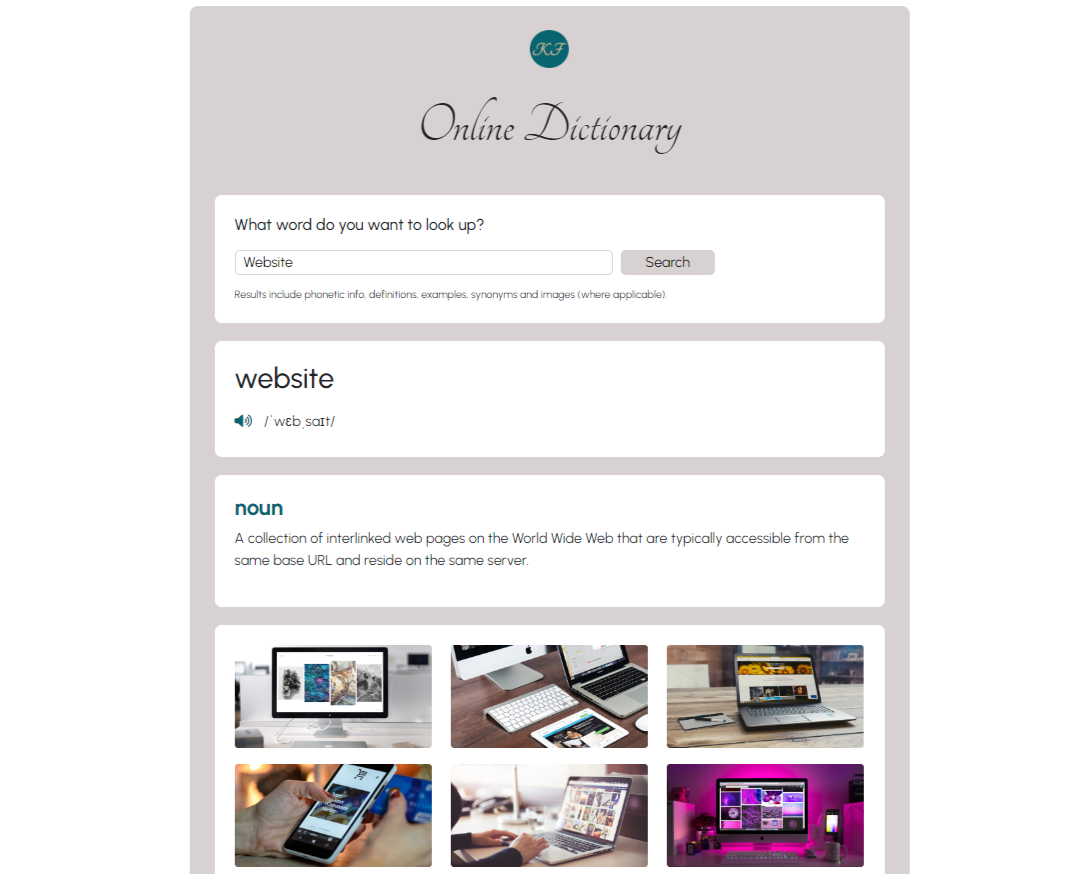 KF
Online Dictionary
What word do you want to look up?
Website
Search
Results include phonetic info, definitions, examples, synonyms and images (where applicable).
website
/ˈwɛbˌsaɪt/
noun
A collection of interlinked web pages on the World Wide Web that are typically accessible from the
same base URL and reside on the same server.